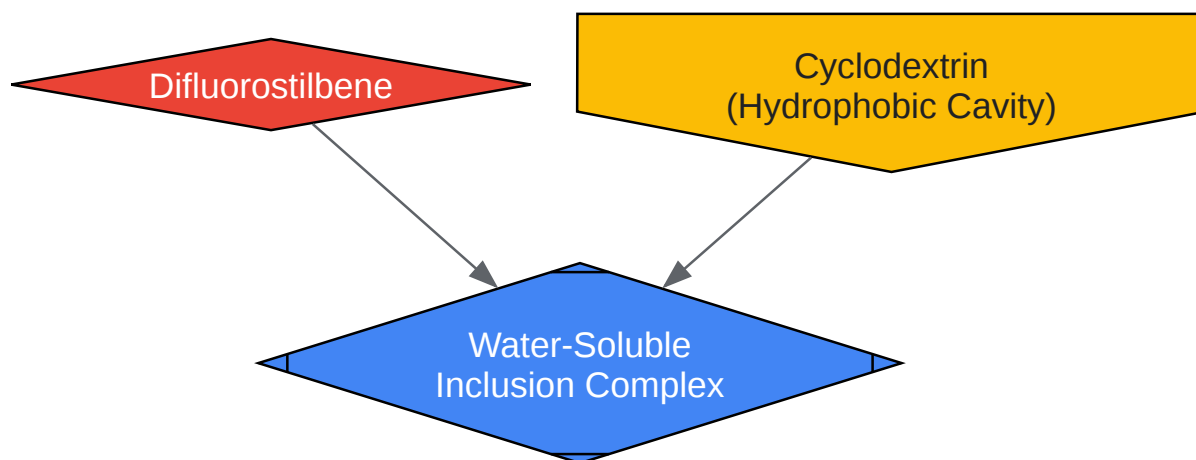 Difluorostilbene
Cyclodextrin
(Hydrophobic Cavity)
Water-Soluble
Inclusion Complex